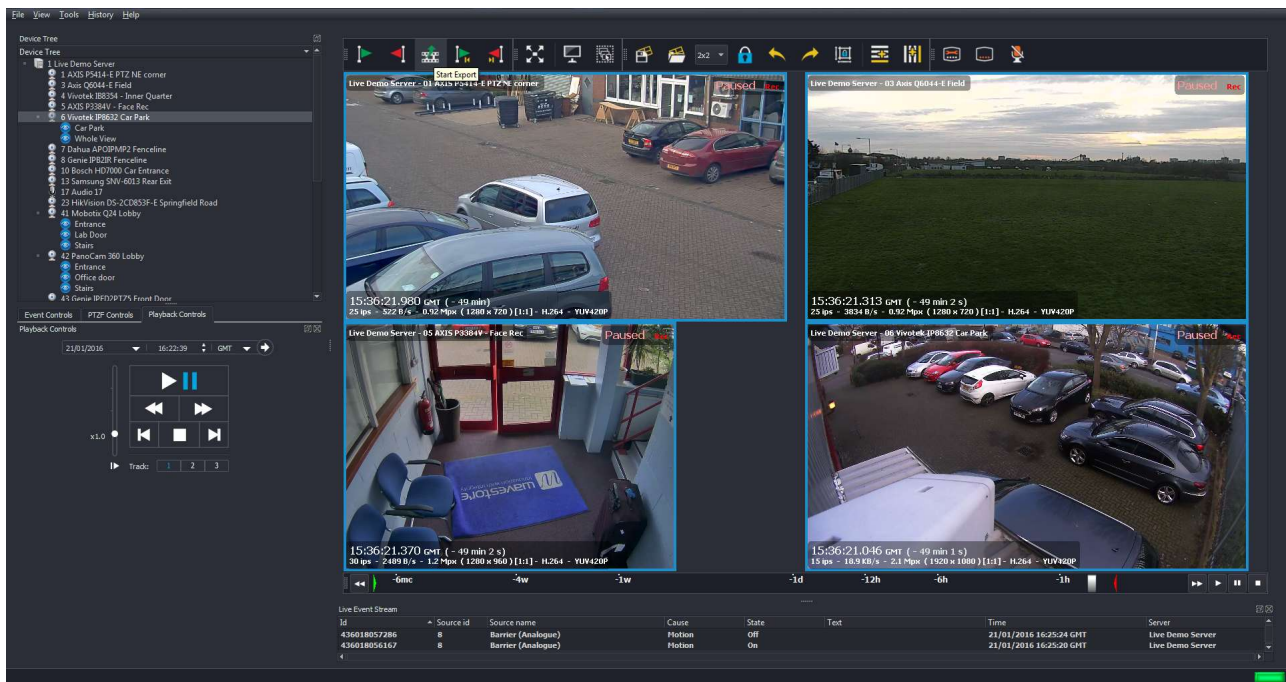 File View Tools History Help
Device Tree
Device Tree
1 Live Demo Server
1 AXIS P5414-E PTZ NE corner
3 Axis Q6044-E Field
4 Vivotek IB8354 - Inner Quarter
5 AXIS P3384V - Face Rec
6 Vivotek IP8632 Car Park
Car Park
Whole View
7 Dahua APOIPMP2 Fenceline
8 Genie IPB2IR Fenceline
10 Bosch HD7000 Car Entrance
13 Samsung SNV-6013 Rear Exit
17 Audio 17
23 HikVision DS-2CD853F-E Springfield Road
41 Mobotix Q24 Lobby
Entrance
Lab Door
Stairs
42 PanoCam 360 Lobby
Entrance
Office door
Stairs
43 Genie IPFD2PTZ5 Front Door
Event Controls PTZF Controls Playback Controls
Playback Controls
21/01/2016 16:22:39 GMT
x1.0
Track: 1 2 3
2x2
Start Export
Live Demo Server - 01 AXIS P5414-E PTZ NE corner
Paused Rec
15:36:21.980 GMT ( - 49 min)
25 ips - 522 B/s - 0.92 Mpx ( 1280 x 720 ) [1:1] - H.264 - YUV420P
Live Demo Server - 03 Axis Q6044-E Field
Paused Rec
15:36:21.313 GMT ( - 49 min 2 s)
25 ips - 3834 B/s - 0.92 Mpx ( 1280 x 720 ) [1:1] - H.264 - YUV420P
Live Demo Server - 05 AXIS P3384V - Face Rec
Paused Rec
wavestore
15:36:21.370 GMT ( - 49 min 2 s)
30 ips - 2489 B/s - 1.2 Mpx ( 1280 x 960 ) [1:1] - H.264 - YUV420P
Live Demo Server - 06 Vivotek IP8632 Car Park
Paused Rec
15:36:21.046 GMT ( - 49 min 1 s)
15 ips - 18.9 KB/s - 2.1 Mpx ( 1920 x 1080 ) [1:1] - H.264 - YUV420P
-6mc -4w -1w -1d -12h -6h -1h
Live Event Stream
Id Source id Source name Cause State Text Time Server
436018057286 8 Barrier (Analogue) Motion Off 21/01/2016 16:25:24 GMT Live Demo Server
436018056167 8 Barrier (Analogue) Motion On 21/01/2016 16:25:20 GMT Live Demo Server